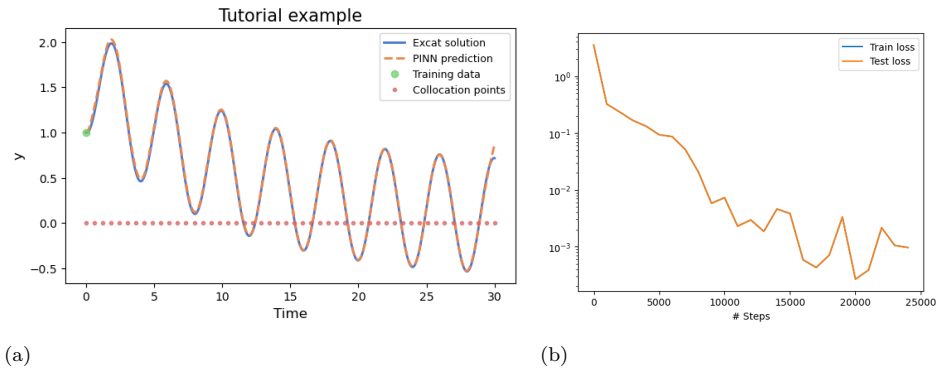 Tutorial example
2.0
1.5
1.0
0.5
0.0
−0.5
y
Excat solution
PINN prediction
Training data
Collocation points
0 5 10 15 20 25 30
Time
(a)
10⁰
10⁻¹
10⁻²
10⁻³
Train loss
Test loss
0 5000 10000 15000 20000 25000
# Steps
(b)